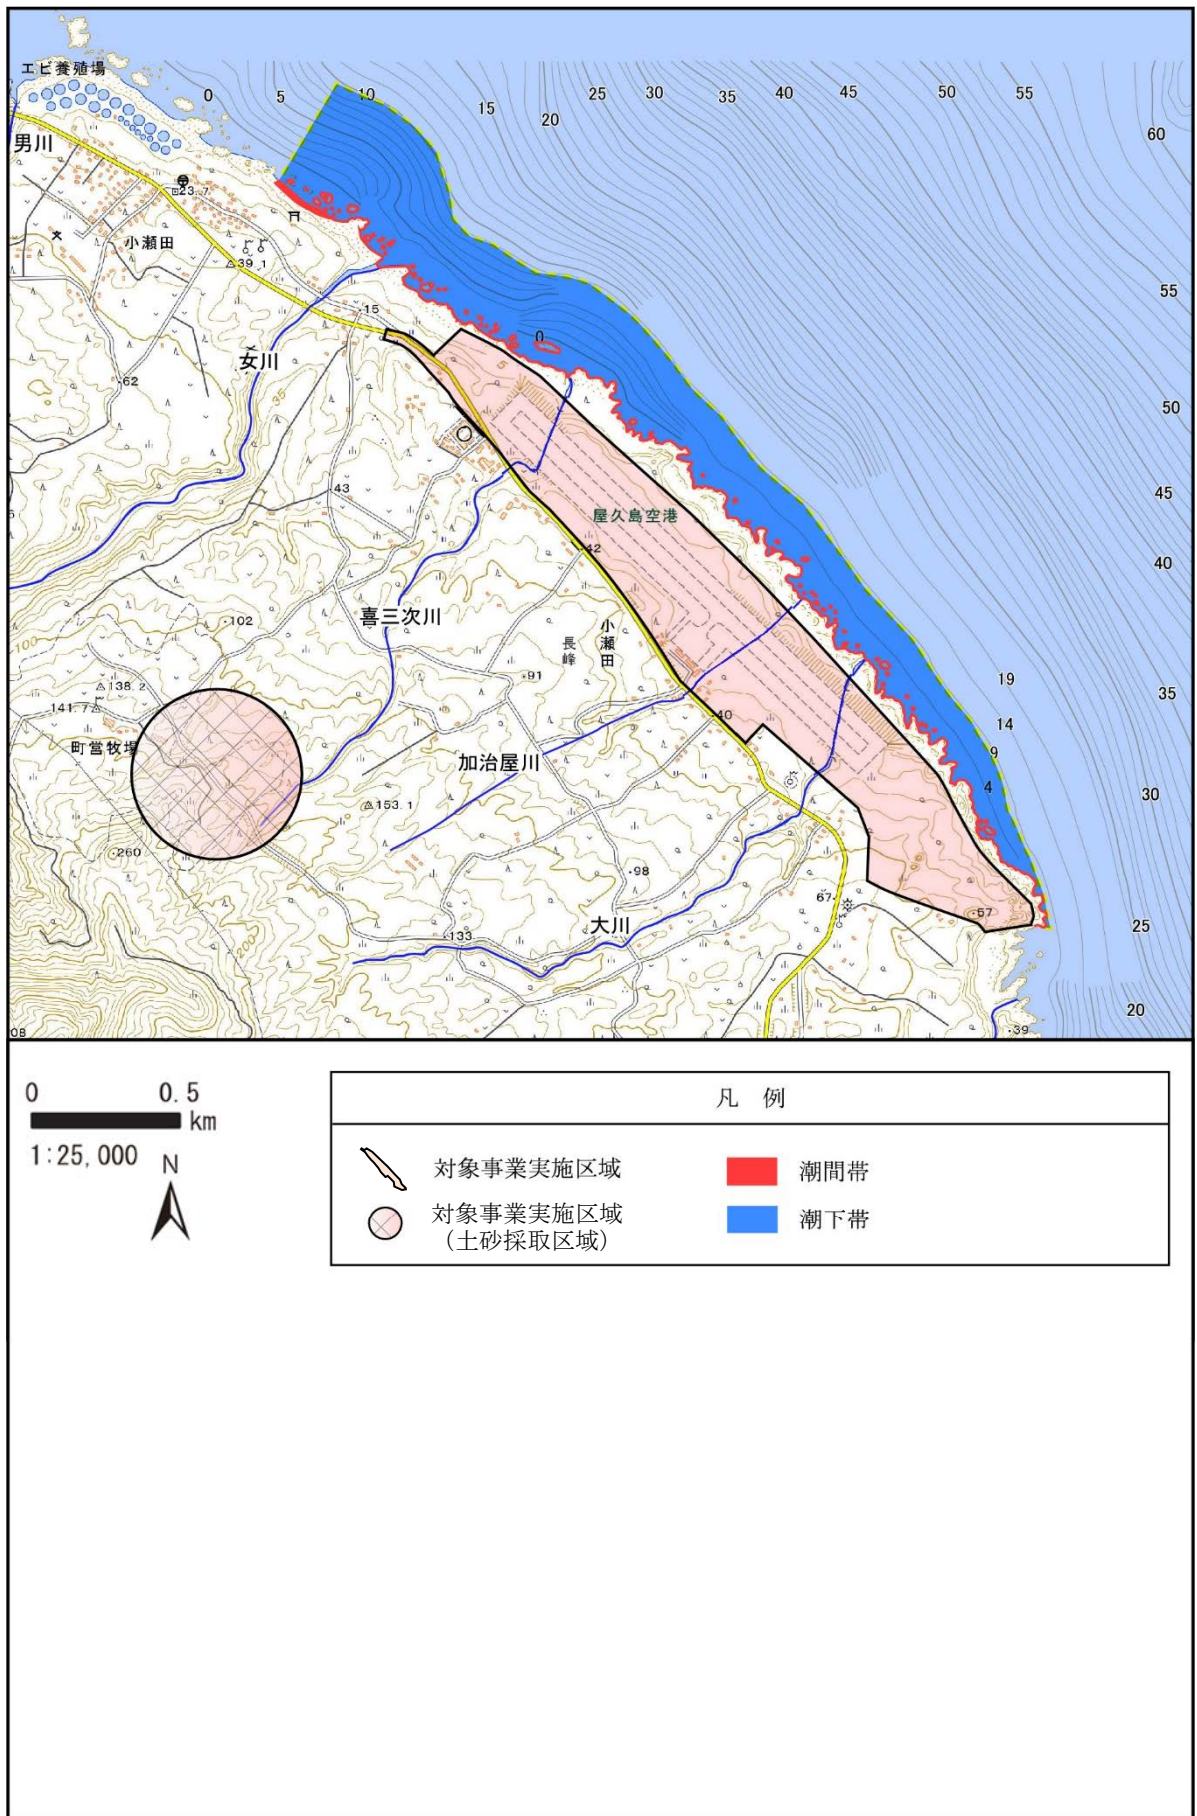 エビ養殖場
0
5
10
15
20
25
30
35
40
45
50
55
60
男川
23.7
小瀬田
39.1
15
55
女川
0
5
62
35
50
43
屋久島空港
45
42
40
喜三次川
小瀬田
長峰
102
100
91
19
138.2
141.7
35
40
14
町営牧場
加治屋川
9
4
30
153.1
260
98
67
57
大川
25
133
200
20
08
39
0 0.5
km
1:25,000
N
凡 例
対象事業実施区域
潮間帯
対象事業実施区域
(土砂採取区域)
潮下帯